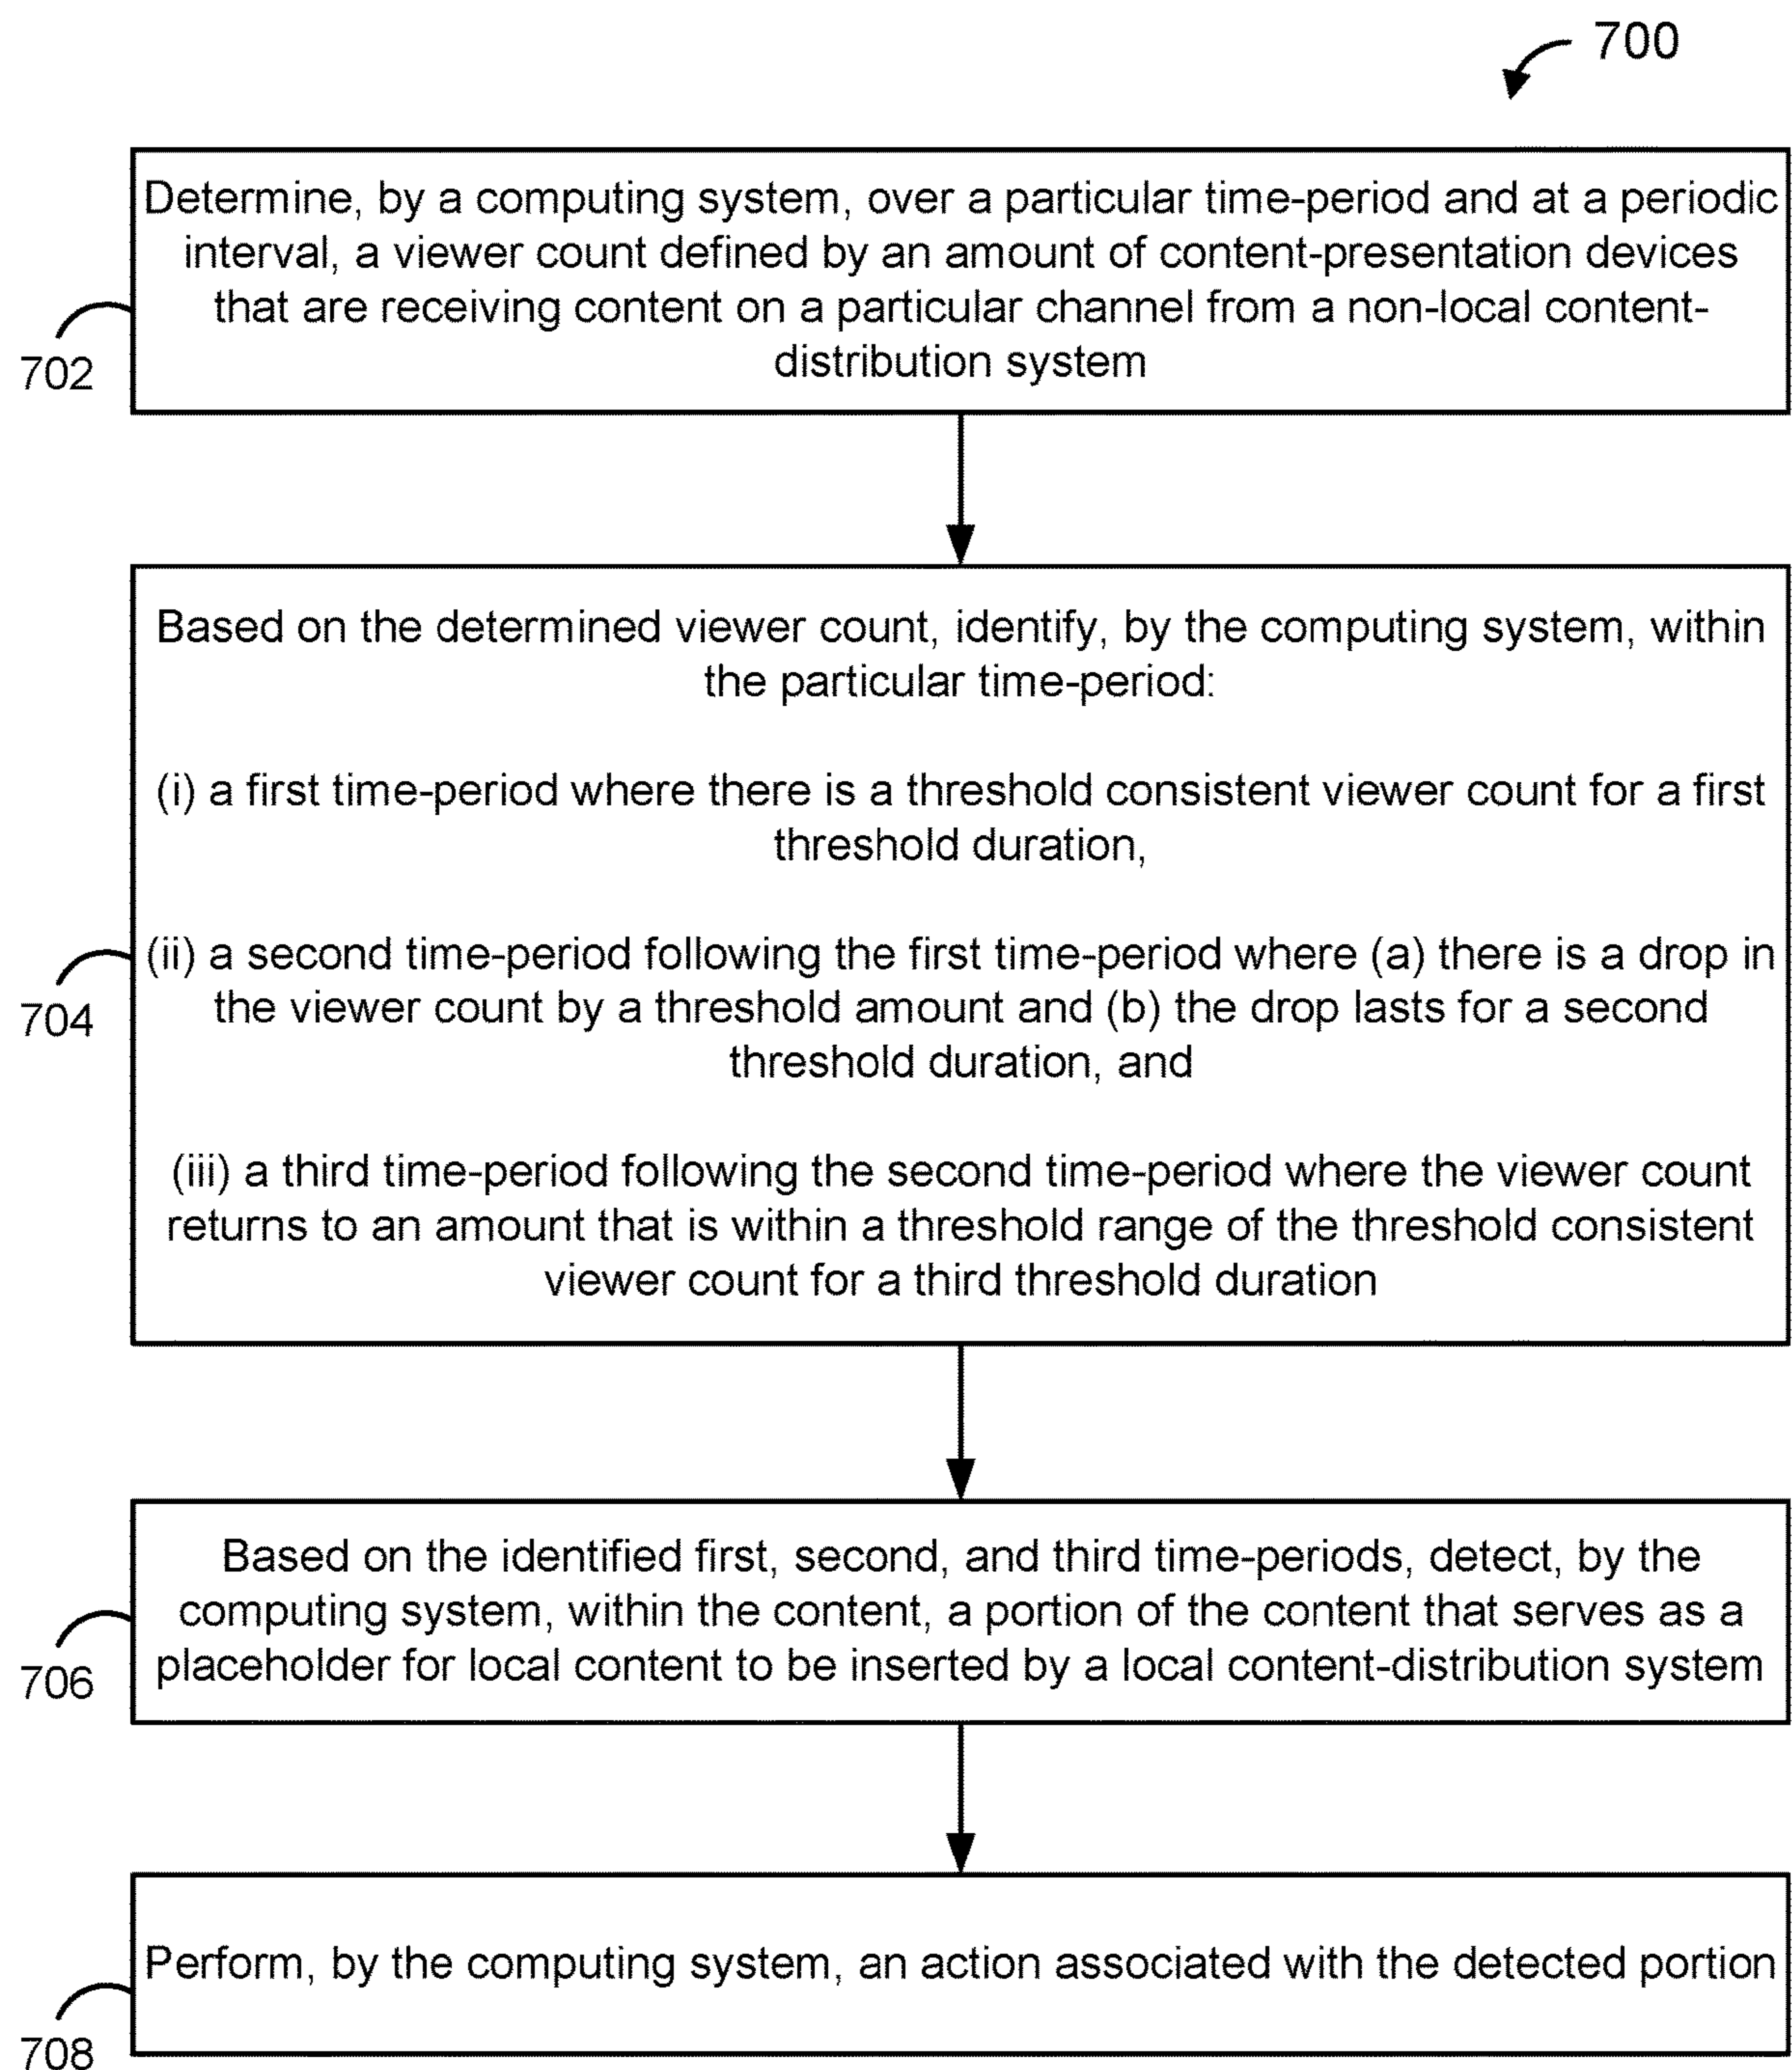 700
Determine, by a computing system, over a particular time-period and at a periodic
interval, a viewer count defined by an amount of content-presentation devices
that are receiving content on a particular channel from a non-local content-
distribution system
702
Based on the determined viewer count, identify, by the computing system, within
the particular time-period:
(i) a first time-period where there is a threshold consistent viewer count for a first
threshold duration,
(ii) a second time-period following the first time-period where (a) there is a drop in
the viewer count by a threshold amount and (b) the drop lasts for a second
threshold duration, and
(iii) a third time-period following the second time-period where the viewer count
returns to an amount that is within a threshold range of the threshold consistent
viewer count for a third threshold duration
704
Based on the identified first, second, and third time-periods, detect, by the
computing system, within the content, a portion of the content that serves as a
placeholder for local content to be inserted by a local content-distribution system
706
Perform, by the computing system, an action associated with the detected portion
708